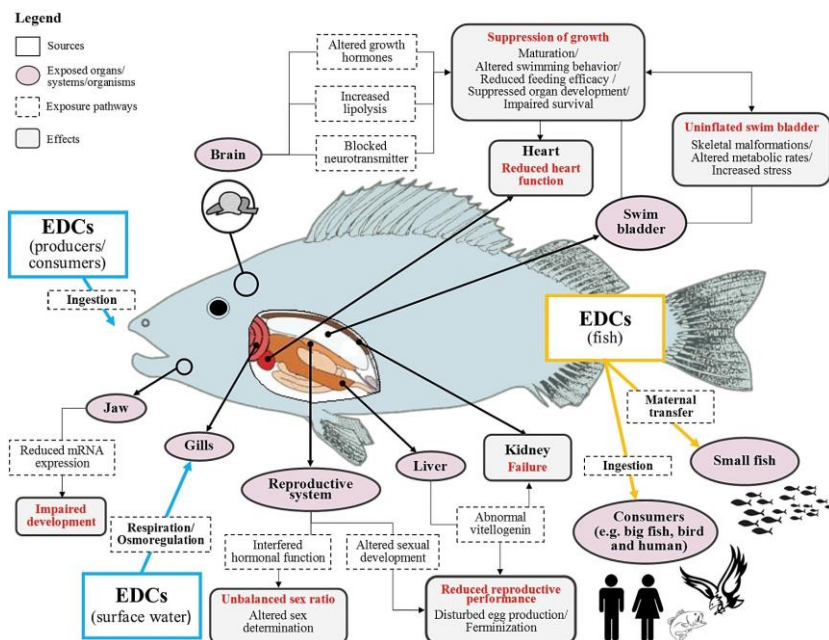 Legend
Sources
Exposed organs/
systems/organisms
Exposure pathways
Effects
Altered growth
hormones
Increased
lipolysis
Blocked
neurotransmitter
Brain
Suppression of growth
Maturation/
Altered swimming behavior/
Reduced feeding efficacy /
Suppressed organ development/
Impaired survival
Uninflated swim bladder
Skeletal malformations/
Altered metabolic rates/
Increased stress
Heart
Reduced heart
function
Swim
bladder
EDCs
(producers/
consumers)
Ingestion
EDCs
(fish)
Maternal
transfer
Ingestion
Small fish
Consumers
(e.g. big fish, bird
and human)
Jaw
Reduced mRNA
expression
Impaired
development
Gills
Respiration/
Osmoregulation
EDCs
(surface water)
Reproductive
system
Liver
Kidney
Failure
Interfered
hormonal function
Altered sexual
development
Abnormal
vitellogenin
Unbalanced sex ratio
Altered sex
determination
Reduced reproductive
performance
Disturbed egg production/
Ferminization